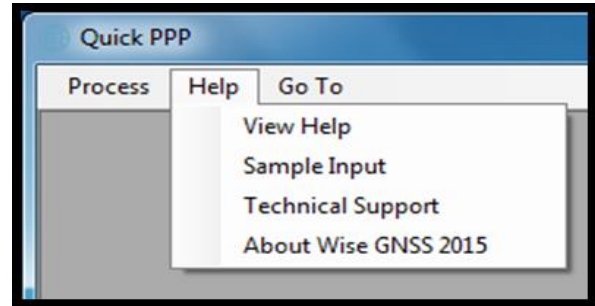 Quick PPP
Process Help Go To
View Help
Sample Input
Technical Support
About Wise GNSS 2015